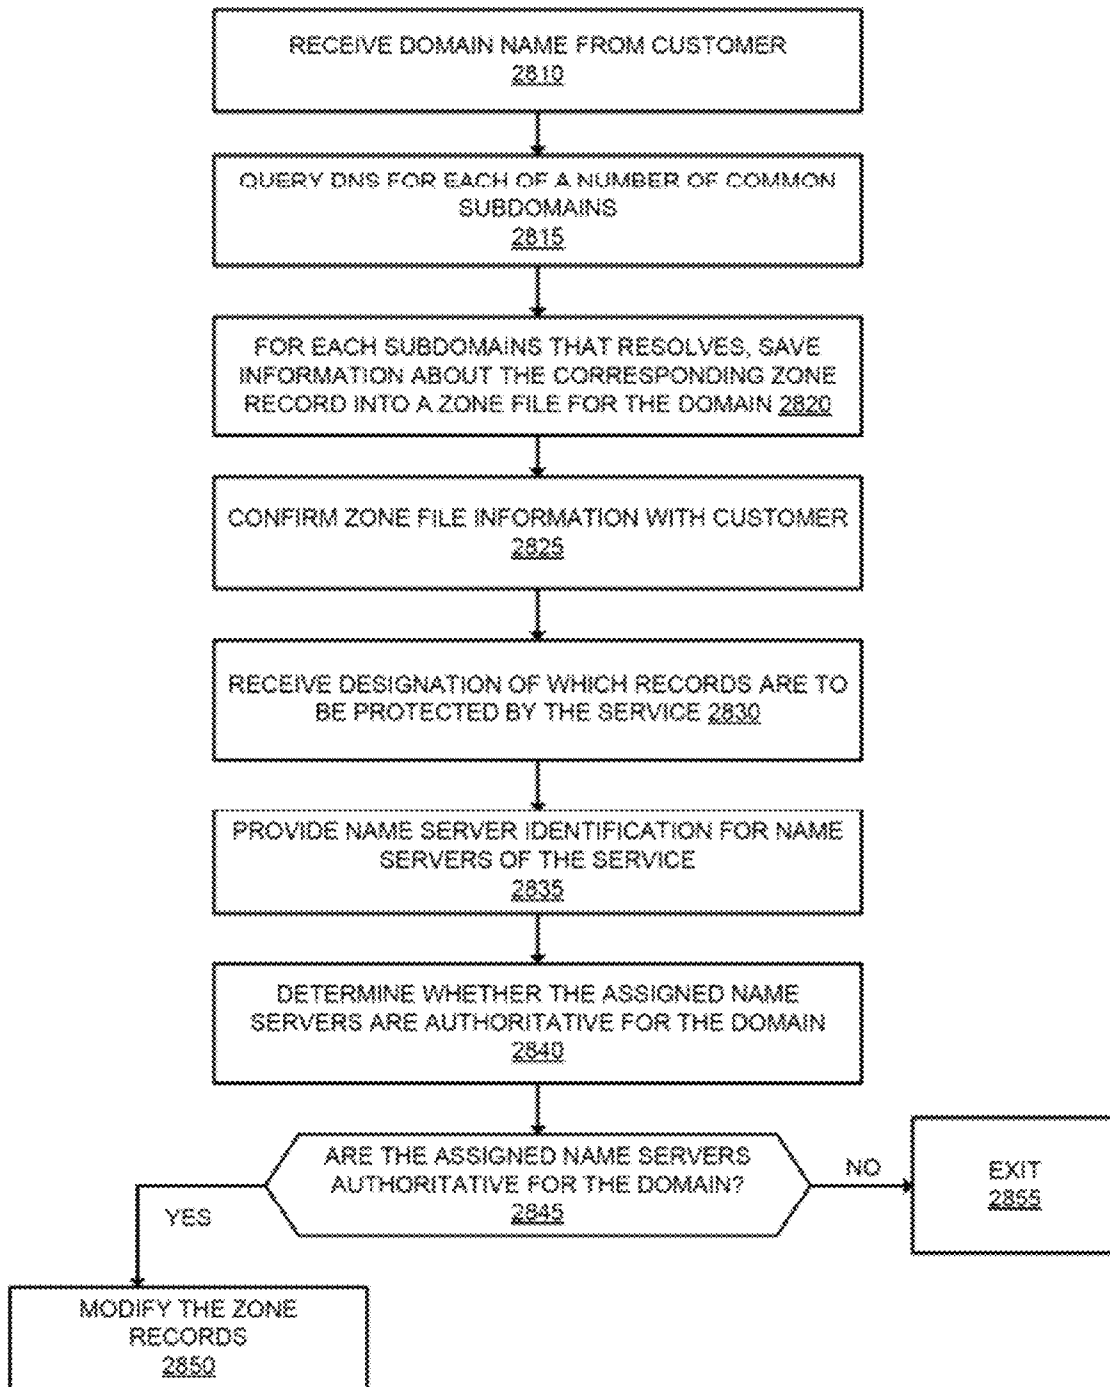 RECEIVE DOMAIN NAME FROM CUSTOMER
2810
QUERY DNS FOR EACH OF A NUMBER OF COMMON
SUBDOMAINS
2815
FOR EACH SUBDOMAINS THAT RESOLVES, SAVE
INFORMATION ABOUT THE CORRESPONDING ZONE
RECORD INTO A ZONE FILE FOR THE DOMAIN 2820
CONFIRM ZONE FILE INFORMATION WITH CUSTOMER
2825
RECEIVE DESIGNATION OF WHICH RECORDS ARE TO
BE PROTECTED BY THE SERVICE 2830
PROVIDE NAME SERVER IDENTIFICATION FOR NAME
SERVERS OF THE SERVICE
2835
DETERMINE WHETHER THE ASSIGNED NAME
SERVERS ARE AUTHORITATIVE FOR THE DOMAIN
2840
ARE THE ASSIGNED NAME SERVERS
AUTHORITATIVE FOR THE DOMAIN?
2845
NO
EXIT
2855
YES
MODIFY THE ZONE
RECORDS
2850